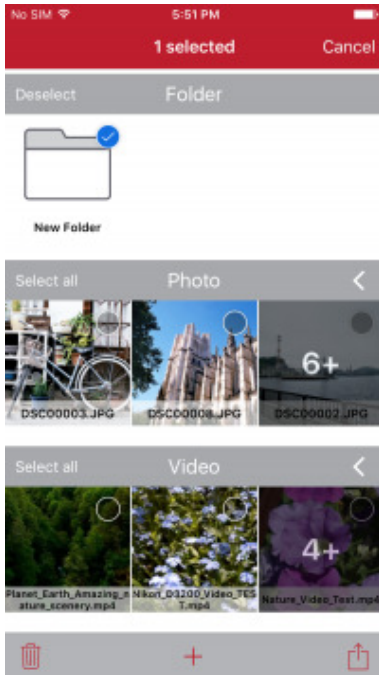 No SIM 5:51 PM
1 selected Cancel
Deselect Folder
New Folder
Select all Photo
6+
DSC00003.JPG DSC00008.JPG DSC00002.JPG
Select all Video
4+
Planet_Earth_Amazing_n
ature_scenery.mp4
Nikon_D3200_Video_TES
T.mp4
Nature_Video_Test.mp4